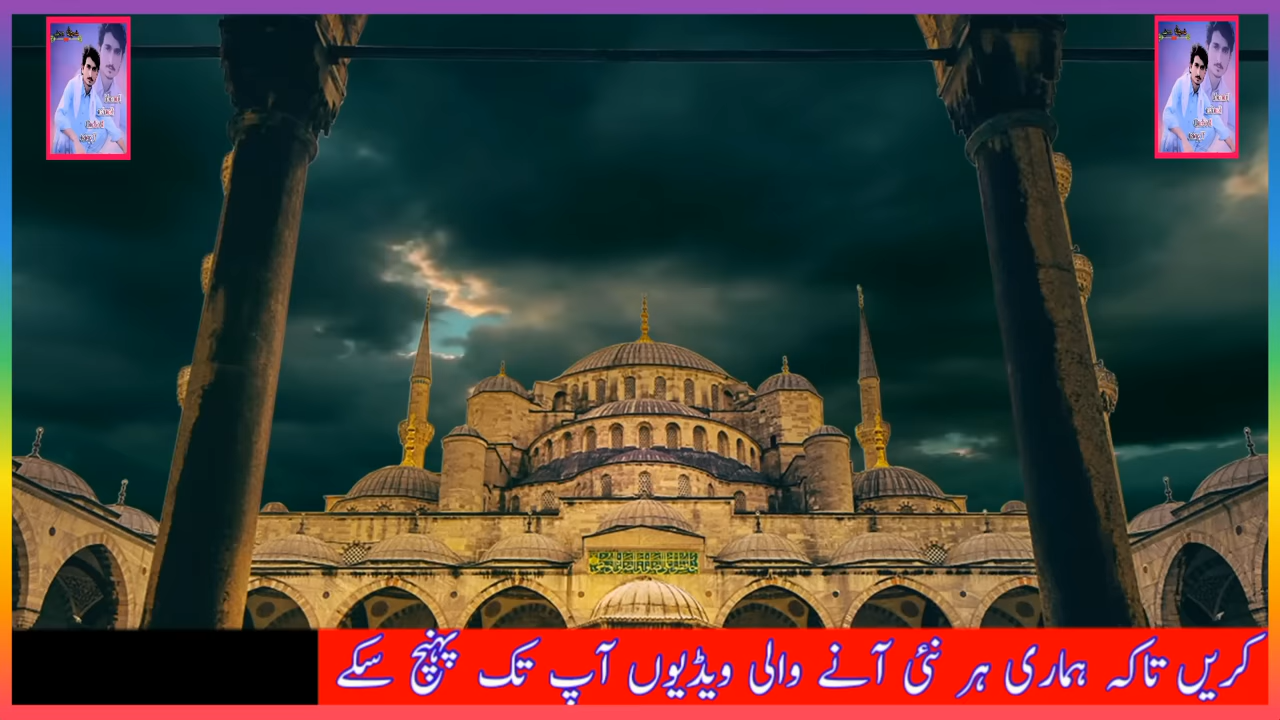 کریں تاکہ ہماری ہر نئی آنے والی ویڈیوں آپ تک پہنچ سکے